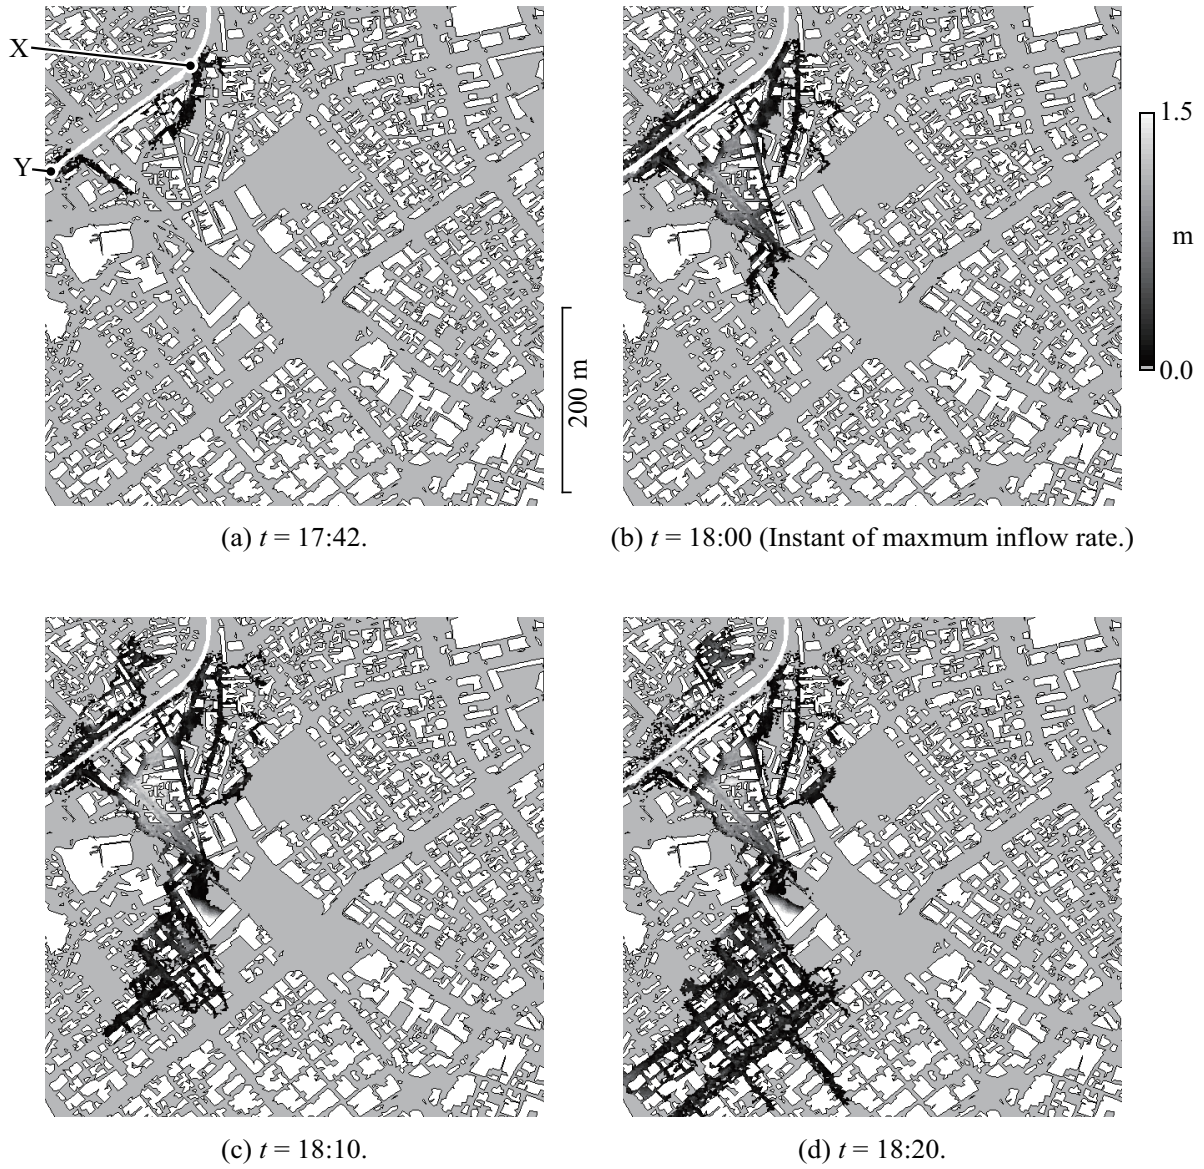 X
Y
200 m
1.5
m
0.0
(a) t = 17:42.
(b) t = 18:00 (Instant of maxmum inflow rate.)
(c) t = 18:10.
(d) t = 18:20.